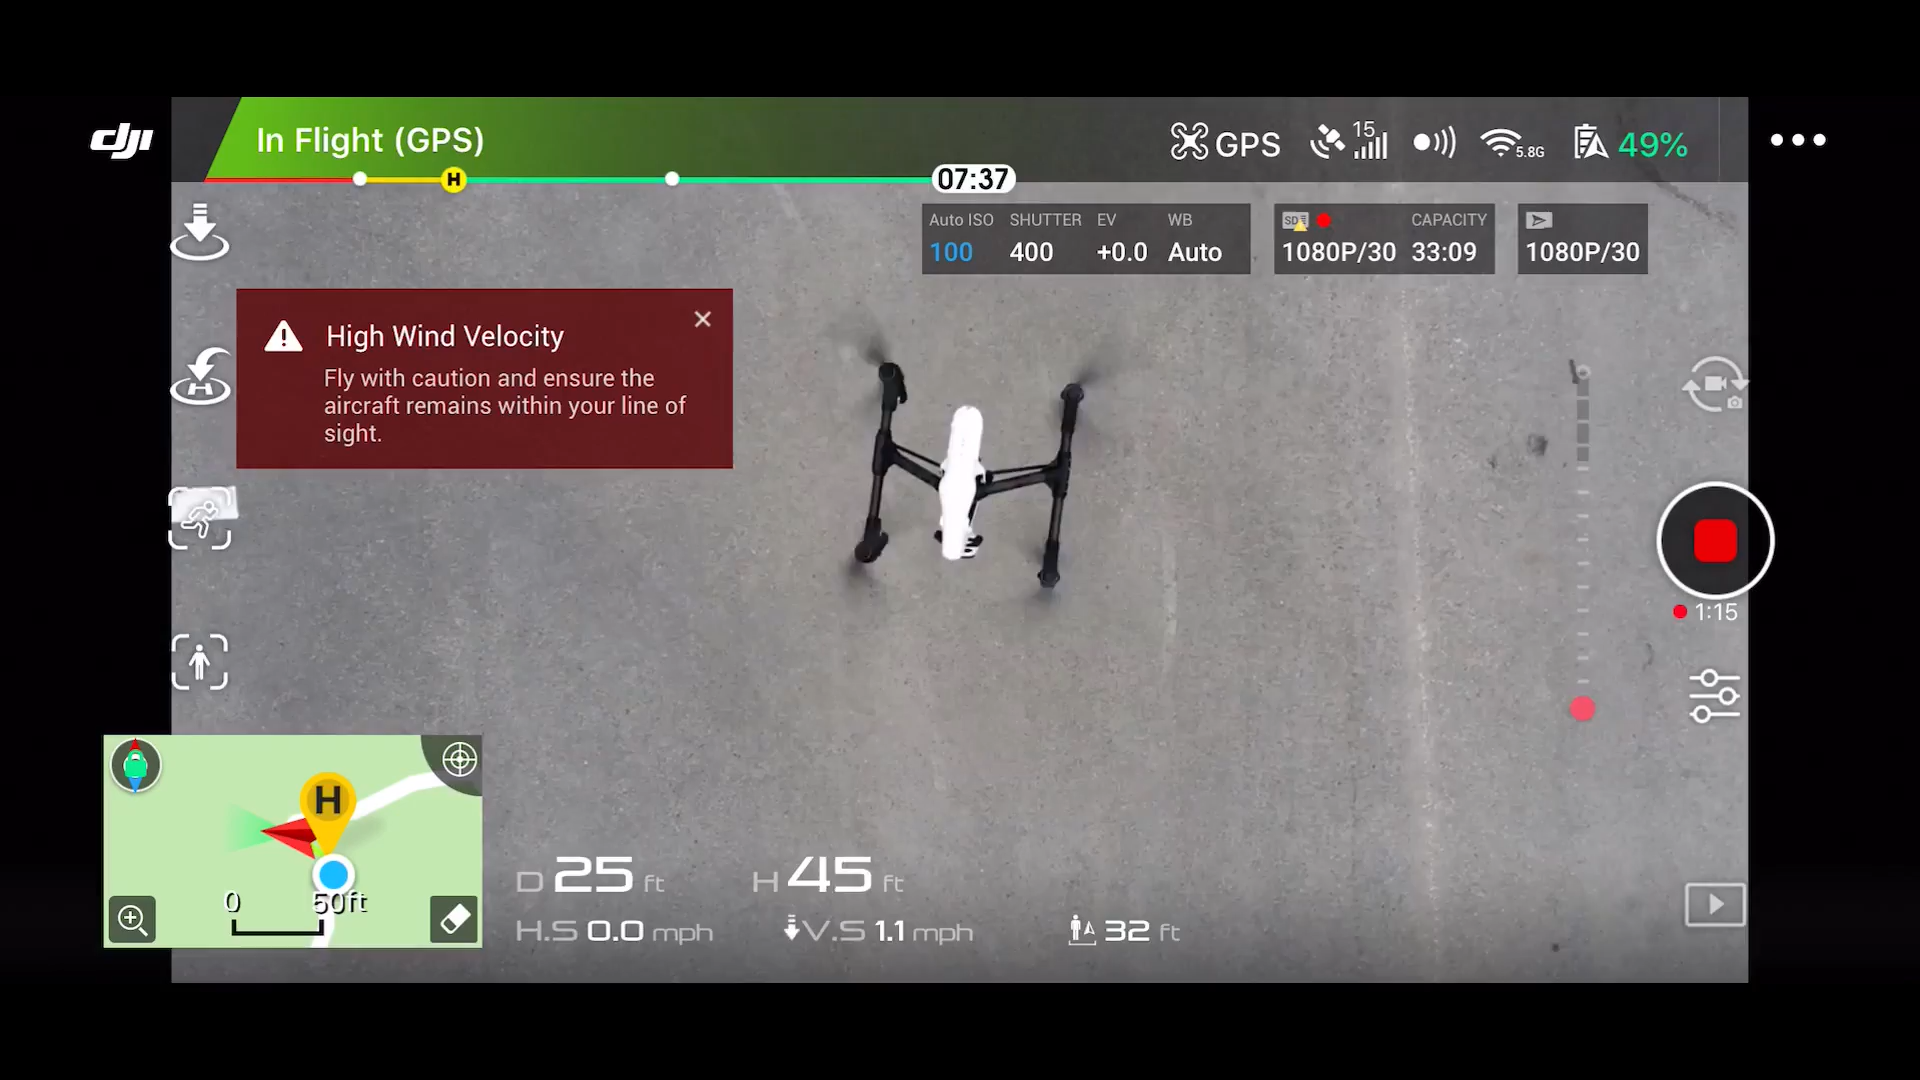 dji
In Flight (GPS)
GPS
15
5.8G
49%
H
07:37
Auto ISO SHUTTER EV WB
100 400 +0.0 Auto
SD CAPACITY
1080P/30 33:09
1080P/30
High Wind Velocity
Fly with caution and ensure the
aircraft remains within your line of
sight.
H
1:15
H
0 50ft
D 25 ft H 45 ft
H.S 0.0 mph V.S 1.1 mph 32 ft